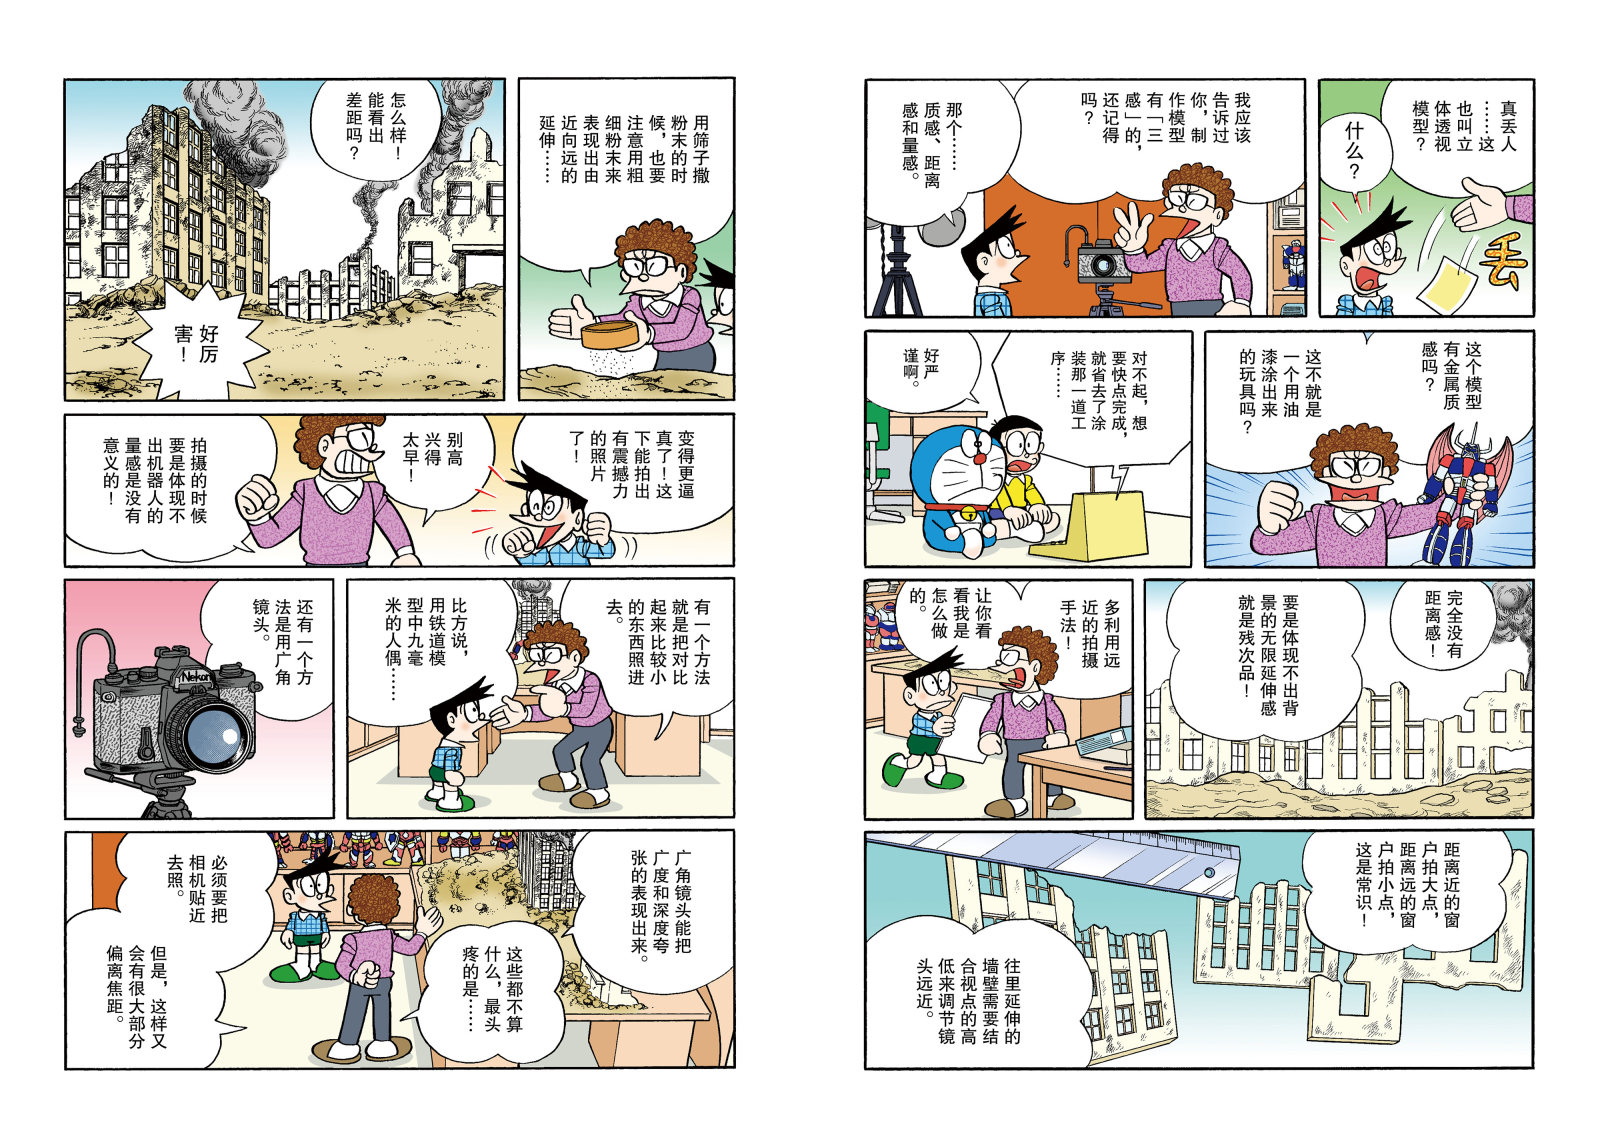 真丢人
……这
也叫立
体透视
模型？
什么？
丢
我应该
告诉过
你，制
作模型
有「三
感」的，
还记得
吗？
那个……
质感、距离
感和量感。
这个模型
有金属质
感吗？
这不就是
一个用油
漆涂出来
的玩具吗？
对不起，想
要快点完成，
就省去了涂
装那一道工
序……
好严
谨啊。
完全没有
距离感！
要是体现不出背
景的无限延伸感
就是残次品！
多利用远
近的拍摄
手法！
让你看
看我是
怎么做
的。
距离近的窗
户拍大点，
距离远的窗
户拍小点，
这是常识！
往里延伸的
墙壁需要结
合视点的高
低来调节镜
头远近。
用筛子撒
粉末的时
候，也要
注意用粗
细粉末来
表现出由
近向远的
延伸……
怎么样！
能看出
差距吗？
好厉
害！
变得更逼
真了！这
下能拍出
有震撼力
的照片
了！
别高
兴得
太早！
拍摄的时候
要是体现不
出机器人的
量感是没有
意义的！
有一个方法
就是把对比
起来比较小
的东西照进
去。
比方说，
用铁道模
型中九毫
米的人偶……
还有一个方
法是用广角
镜头。
Nekon
广角镜头能把
广度和深度夸
张的表现出来。
这些都不算
什么，最头
疼的是……
必须要把
相机贴近
去照。
但是，这样又
会有很大部分
偏离焦距。